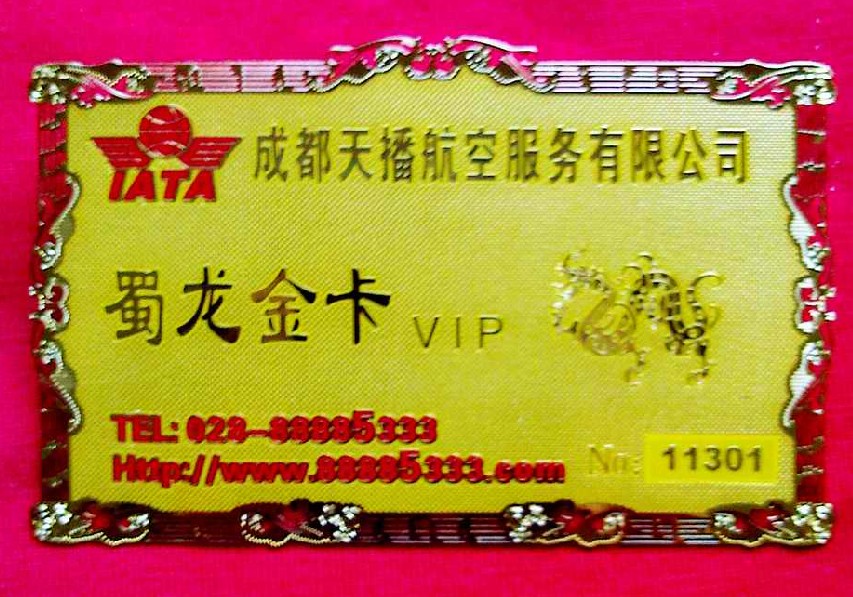 IATA 成都天播航空服务有限公司
蜀龙金卡 VIP
TEL: 028-88885333
Http://www.88885333.com
No: 11301